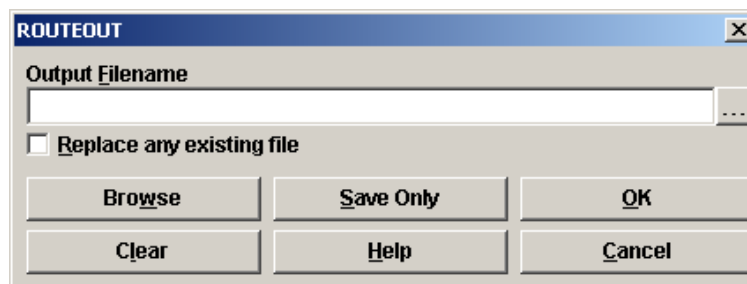 ROUTEOUT
Output Filename
...
Replace any existing file
Browse Save Only OK
Clear Help Cancel